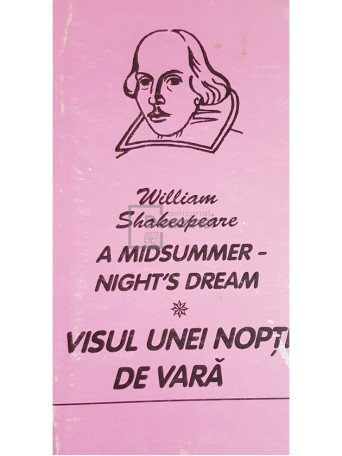 William
Shakespeare
A MIDSUMMER -
NIGHT'S DREAM
VISUL UNEI NOPȚI
DE VARĂ